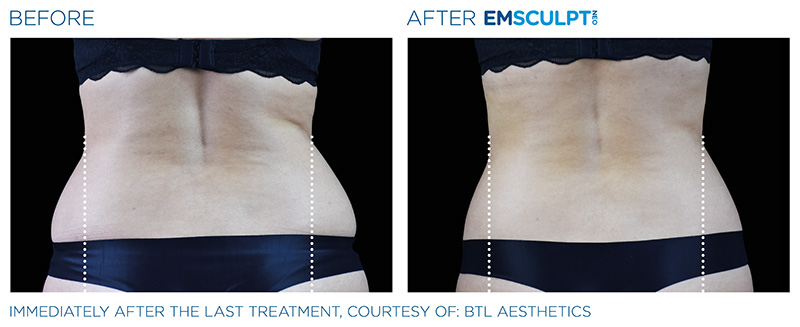 BEFORE
AFTER EMSCULPT NEO
IMMEDIATELY AFTER THE LAST TREATMENT, COURTESY OF: BTL AESTHETICS